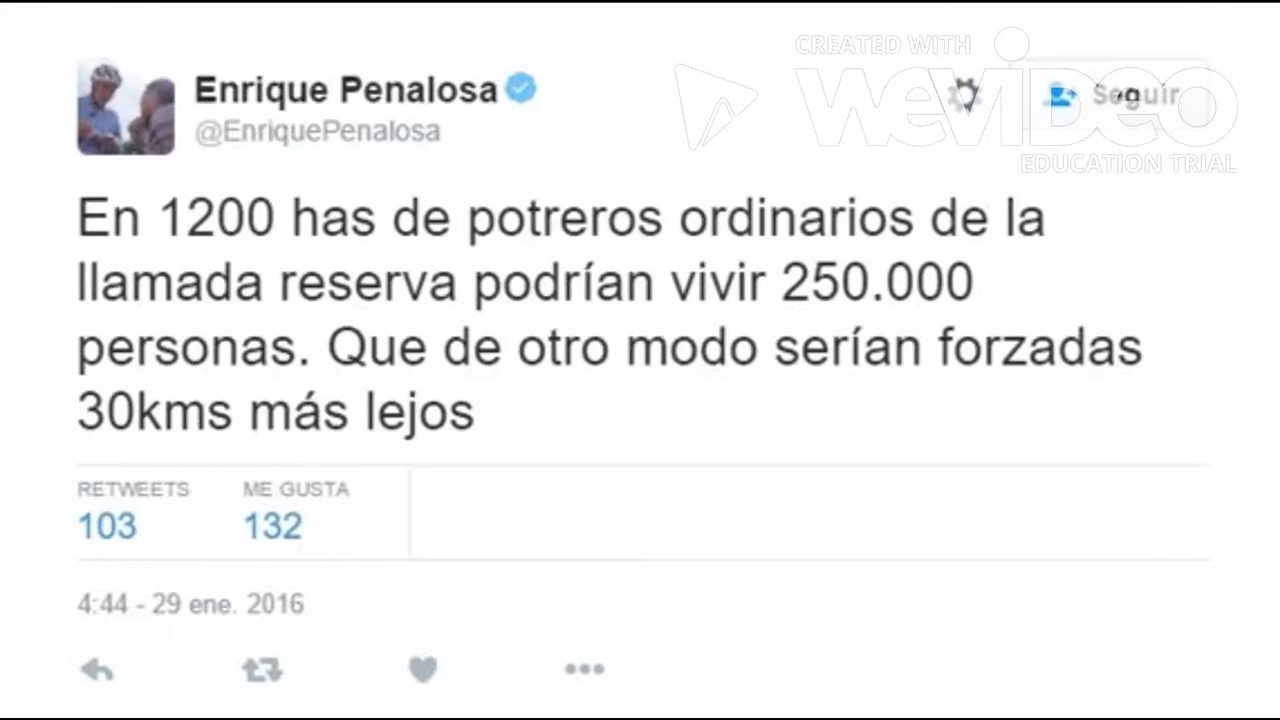 CREATED WITH
WEVIDEO
EDUCATION TRIAL
Enrique Penalosa
@EnriquePenalosa
Seguir
En 1200 has de potreros ordinarios de la
llamada reserva podrían vivir 250.000
personas. Que de otro modo serían forzadas
30kms más lejos
RETWEETS ME GUSTA
103 132
4:44 - 29 ene. 2016